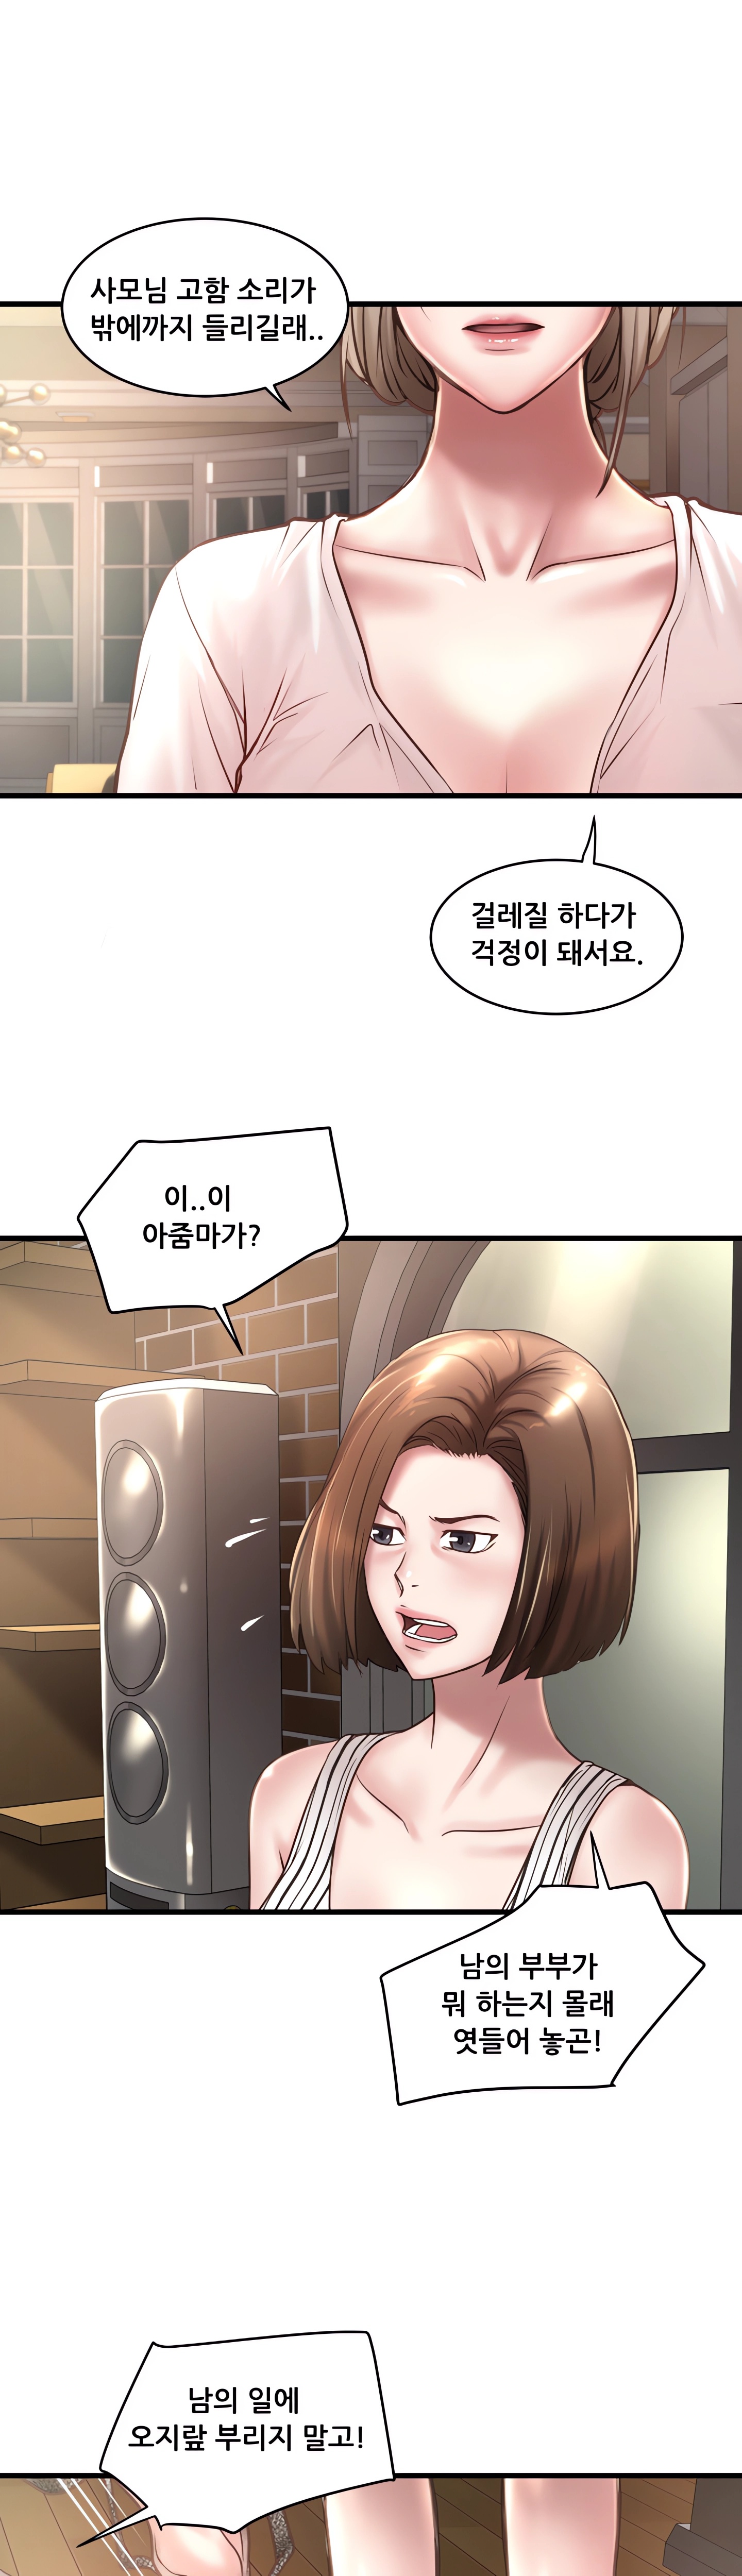 사모님 고함 소리가
밖에까지 들리길래..
걸레질 하다가
걱정이 돼서요.
이..이
아줌마가?
남의 부부가
뭐 하는지 몰래
엿들어 놓곤!
남의 일에
오지랖 부리지 말고!